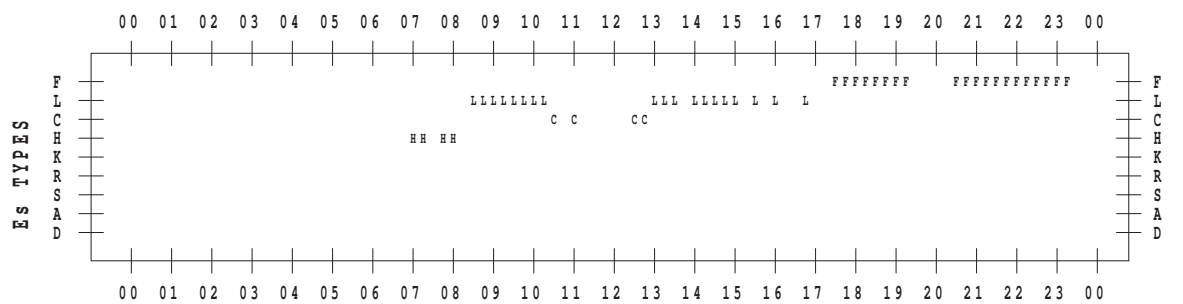 00 01 02 03 04 05 06 07 08 09 10 11 12 13 14 15 16 17 18 19 20 21 22 23 00
F FFFFFFFF FFFFFFFFFFFF F
L LLLLLLLL LLL LLLLL L L L L
C C C CC C
H HH HH H
K K
R R
S S
A A
D D
Es TYPES
00 01 02 03 04 05 06 07 08 09 10 11 12 13 14 15 16 17 18 19 20 21 22 23 00